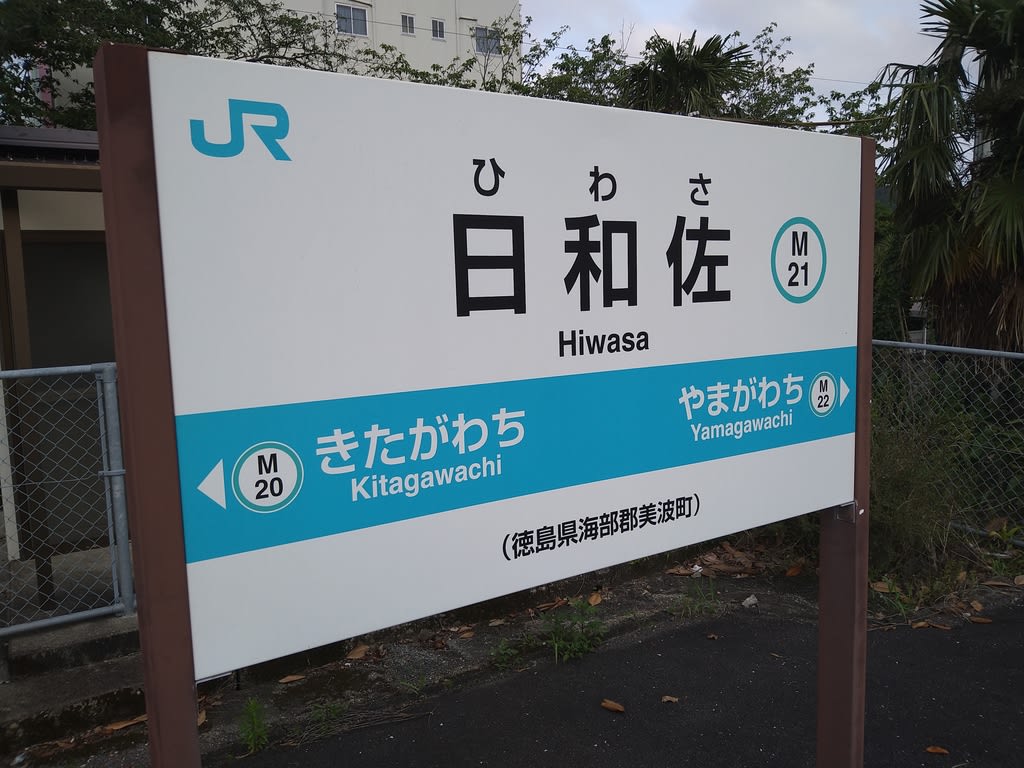 JR
ひわさ
日和佐
M
21
Hiwasa
M
20
きたがわち
Kitagawachi
やまがわち
Yamagawachi
M
22
(徳島県海部郡美波町)